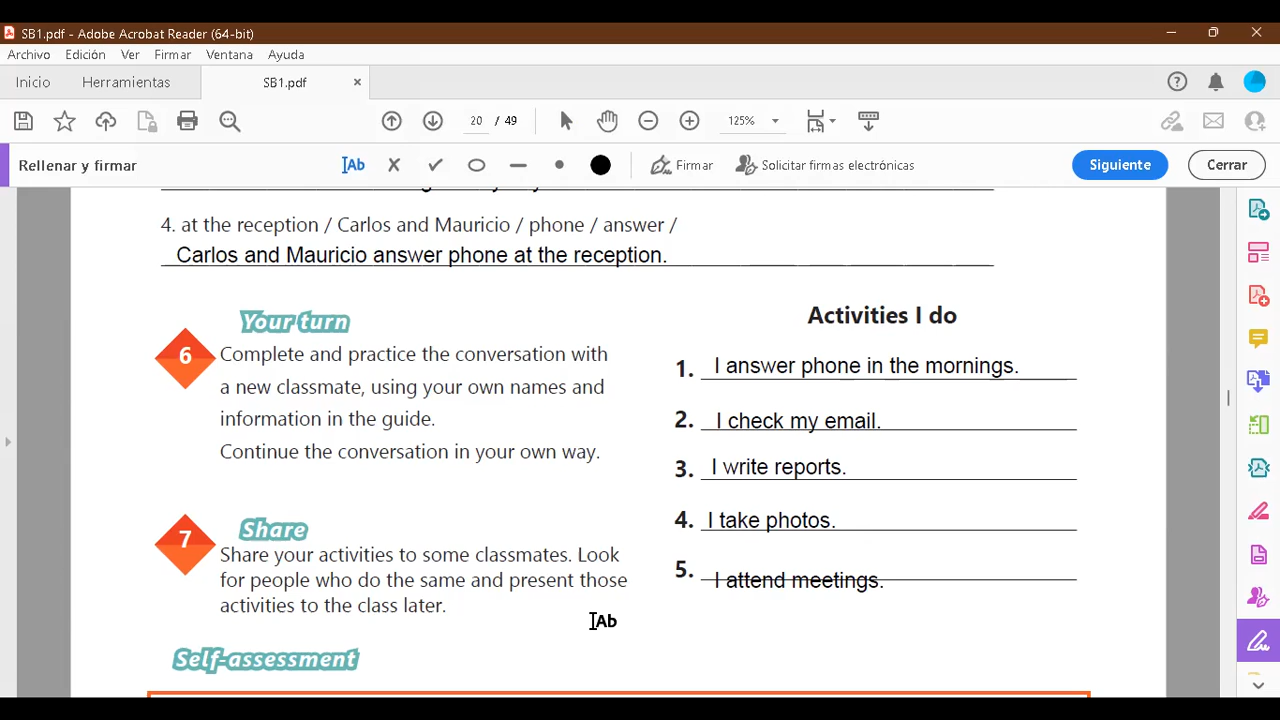 SB1.pdf - Adobe Acrobat Reader (64-bit)
Archivo Edición Ver Firmar Ventana Ayuda
Inicio Herramientas SB1.pdf ×
20 / 49 125%
Rellenar y firmar Ab Firmar Solicitar firmas electrónicas Siguiente Cerrar
4. at the reception / Carlos and Mauricio / phone / answer /
Carlos and Mauricio answer phone at the reception.
Your turn
6
Complete and practice the conversation with
a new classmate, using your own names and
information in the guide.
Continue the conversation in your own way.
7
Share
Share your activities to some classmates. Look
for people who do the same and present those
activities to the class later.
Ab
Activities I do
1. I answer phone in the mornings.
2. I check my email.
3. I write reports.
4. I take photos.
5. I attend meetings.
Self-assessment